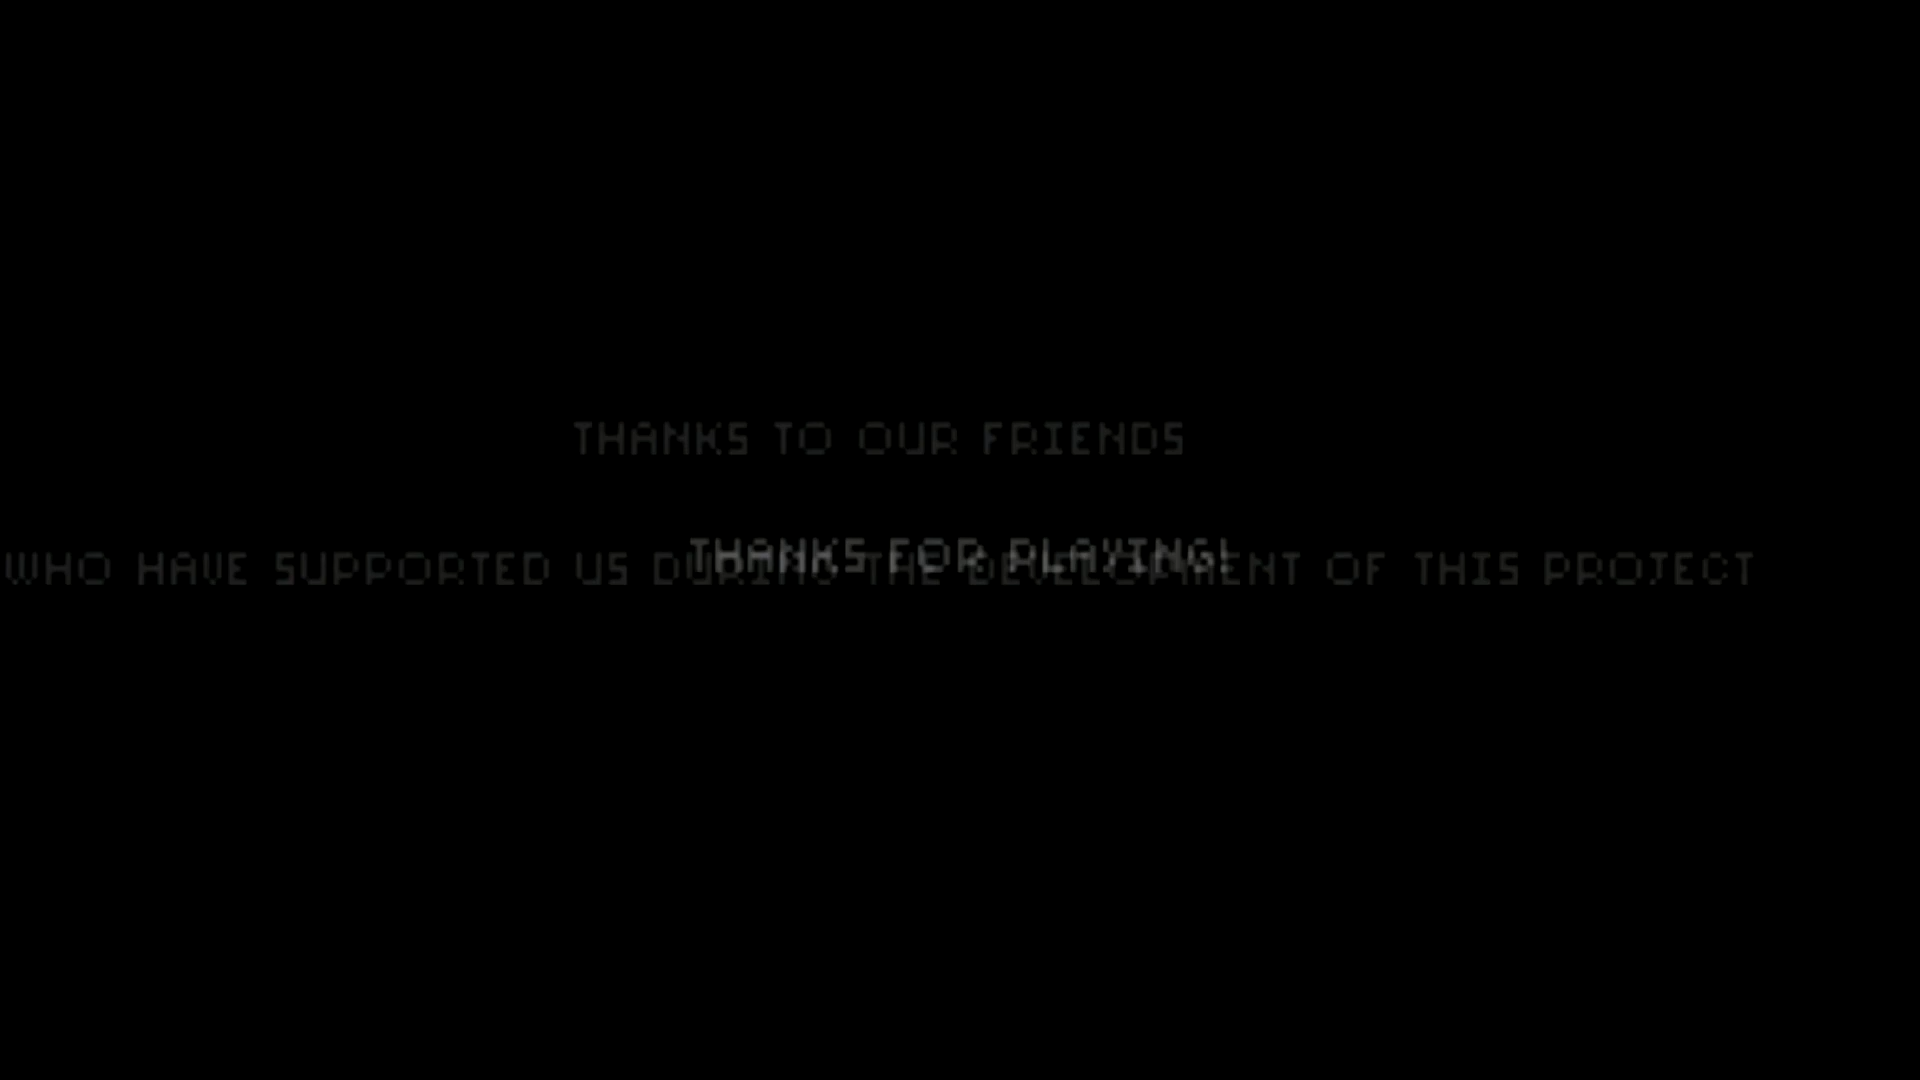 THANKS TO OUR FRIENDS
THANKS FOR PLAYING!
WHO HAVE SUPPORTED US DURING THE DEVELOPMENT OF THIS PROJECT